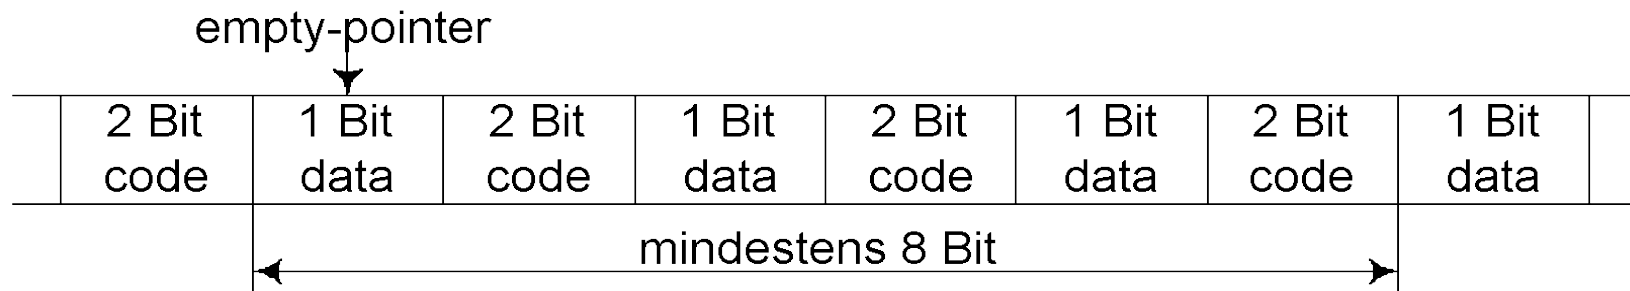 empty-pointer
2 Bit 1 Bit 2 Bit 1 Bit 2 Bit 1 Bit 2 Bit 1 Bit
code data code data code data code data
mindestens 8 Bit